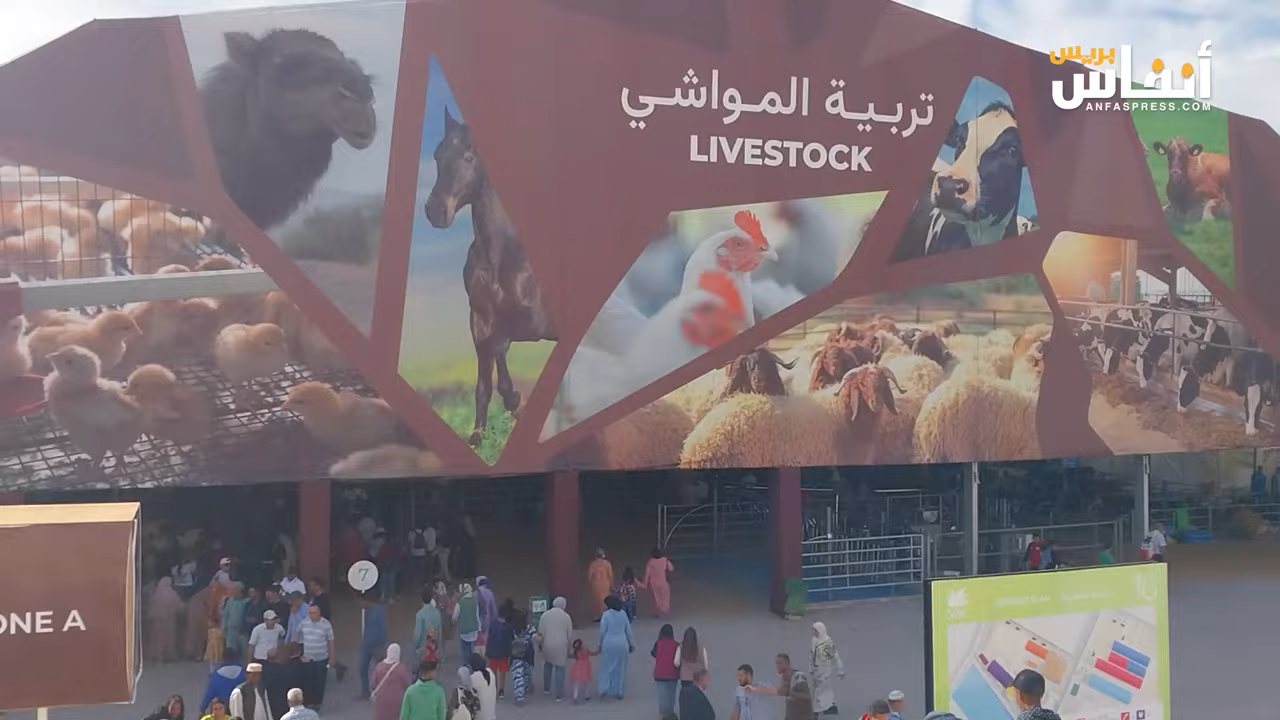 أنفاس بريس
ANFASPRESS.COM
تربية المواشي
LIVESTOCK
7
ONE A